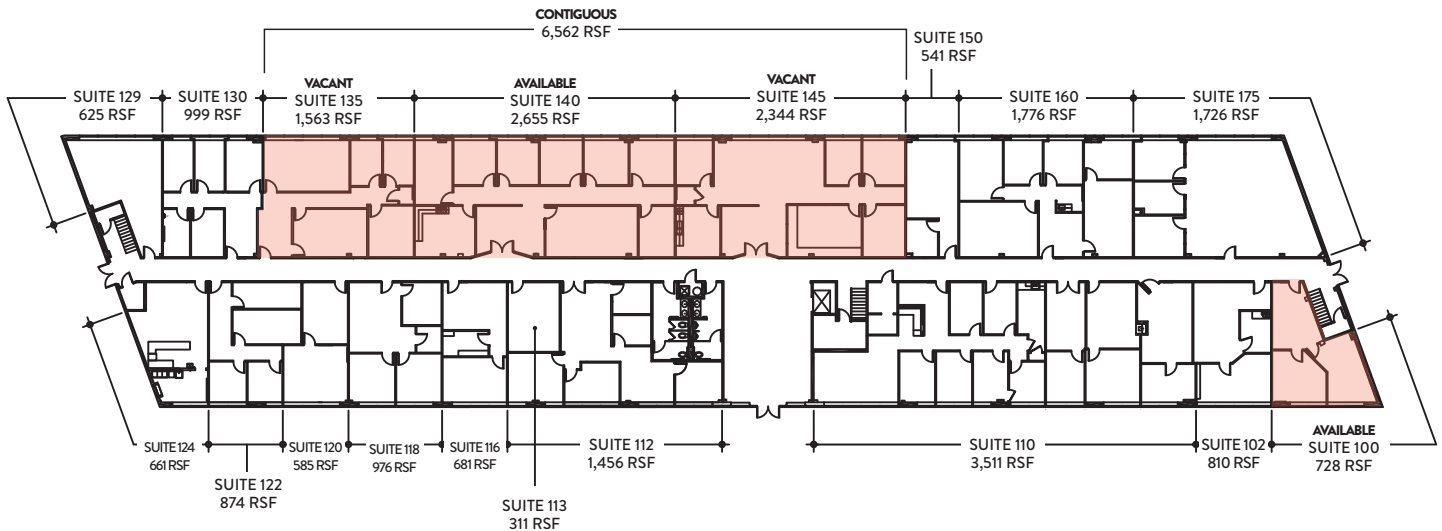 CONTIGUOUS
6,562 RSF
SUITE 150
541 RSF
SUITE 129
625 RSF
SUITE 130
999 RSF
VACANT
SUITE 135
1,563 RSF
AVAILABLE
SUITE 140
2,655 RSF
VACANT
SUITE 145
2,344 RSF
SUITE 160
1,776 RSF
SUITE 175
1,726 RSF
SUITE 124
661 RSF
SUITE 122
874 RSF
SUITE 120
585 RSF
SUITE 118
976 RSF
SUITE 116
681 RSF
SUITE 113
311 RSF
SUITE 112
1,456 RSF
SUITE 110
3,511 RSF
SUITE 102
810 RSF
AVAILABLE
SUITE 100
728 RSF